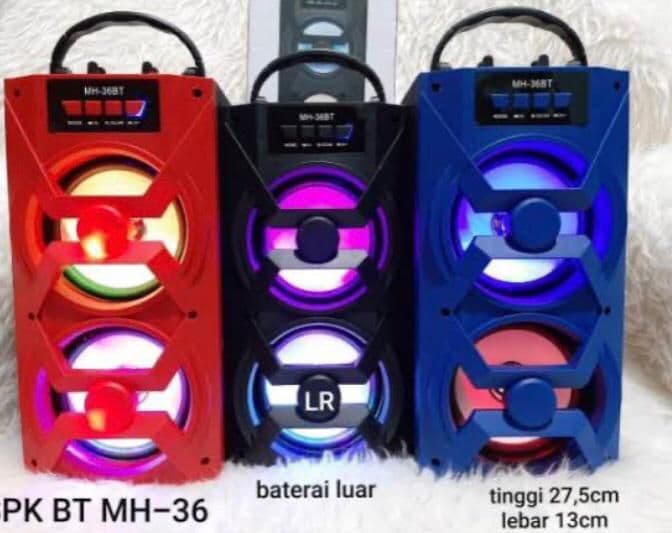 MH-36BT
MH-36BT
MH-36BT
LR
baterai luar
SPK BT MH-36
tinggi 27,5cm
lebar 13cm